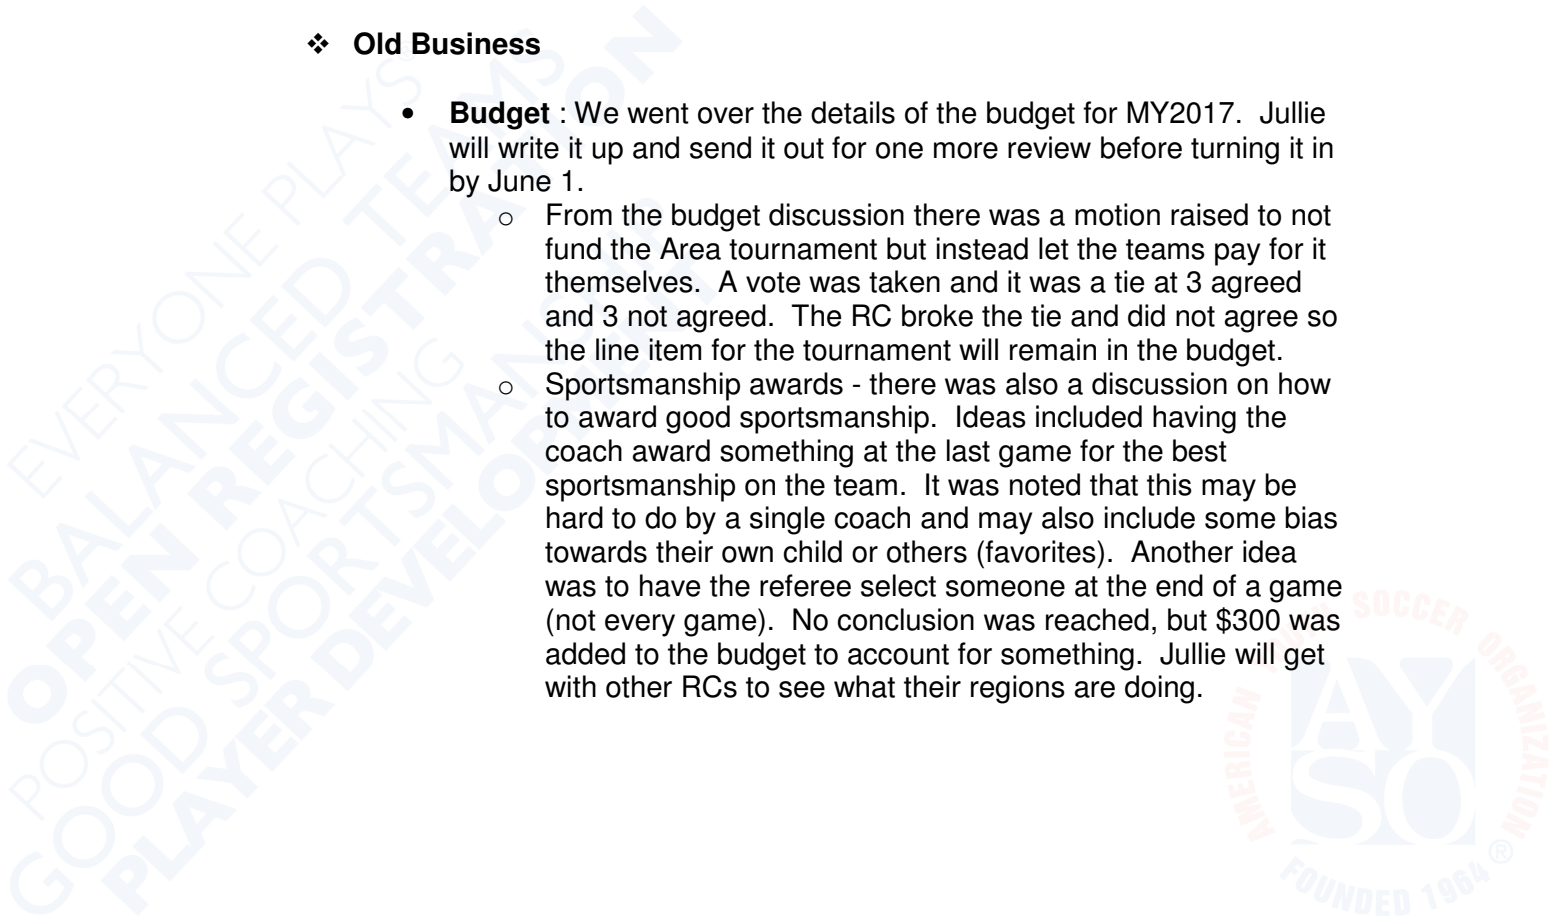 ❖ Old Business
• Budget : We went over the details of the budget for MY2017.  Jullie
will write it up and send it out for one more review before turning it in
by June 1.
○ From the budget discussion there was a motion raised to not
fund the Area tournament but instead let the teams pay for it
themselves.  A vote was taken and it was a tie at 3 agreed
and 3 not agreed.  The RC broke the tie and did not agree so
the line item for the tournament will remain in the budget.
○ Sportsmanship awards - there was also a discussion on how
to award good sportsmanship.  Ideas included having the
coach award something at the last game for the best
sportsmanship on the team.  It was noted that this may be
hard to do by a single coach and may also include some bias
towards their own child or others (favorites).  Another idea
was to have the referee select someone at the end of a game
(not every game).  No conclusion was reached, but $300 was
added to the budget to account for something.  Jullie will get
with other RCs to see what their regions are doing.
EVERYONE PLAYS®
BALANCED TEAMS
OPEN REGISTRATION
POSITIVE COACHING
GOOD SPORTSMANSHIP
PLAYER DEVELOPMENT
AMERICAN YOUTH SOCCER ORGANIZATION
AY
SO
®
FOUNDED 1964